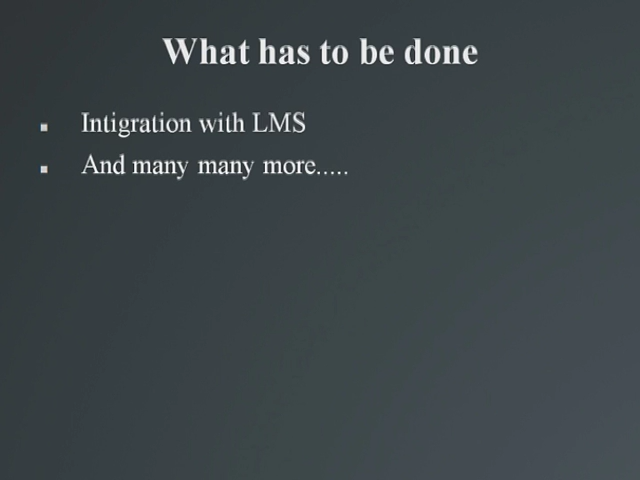 What has to be done
Intigration with LMS
And many many more.....